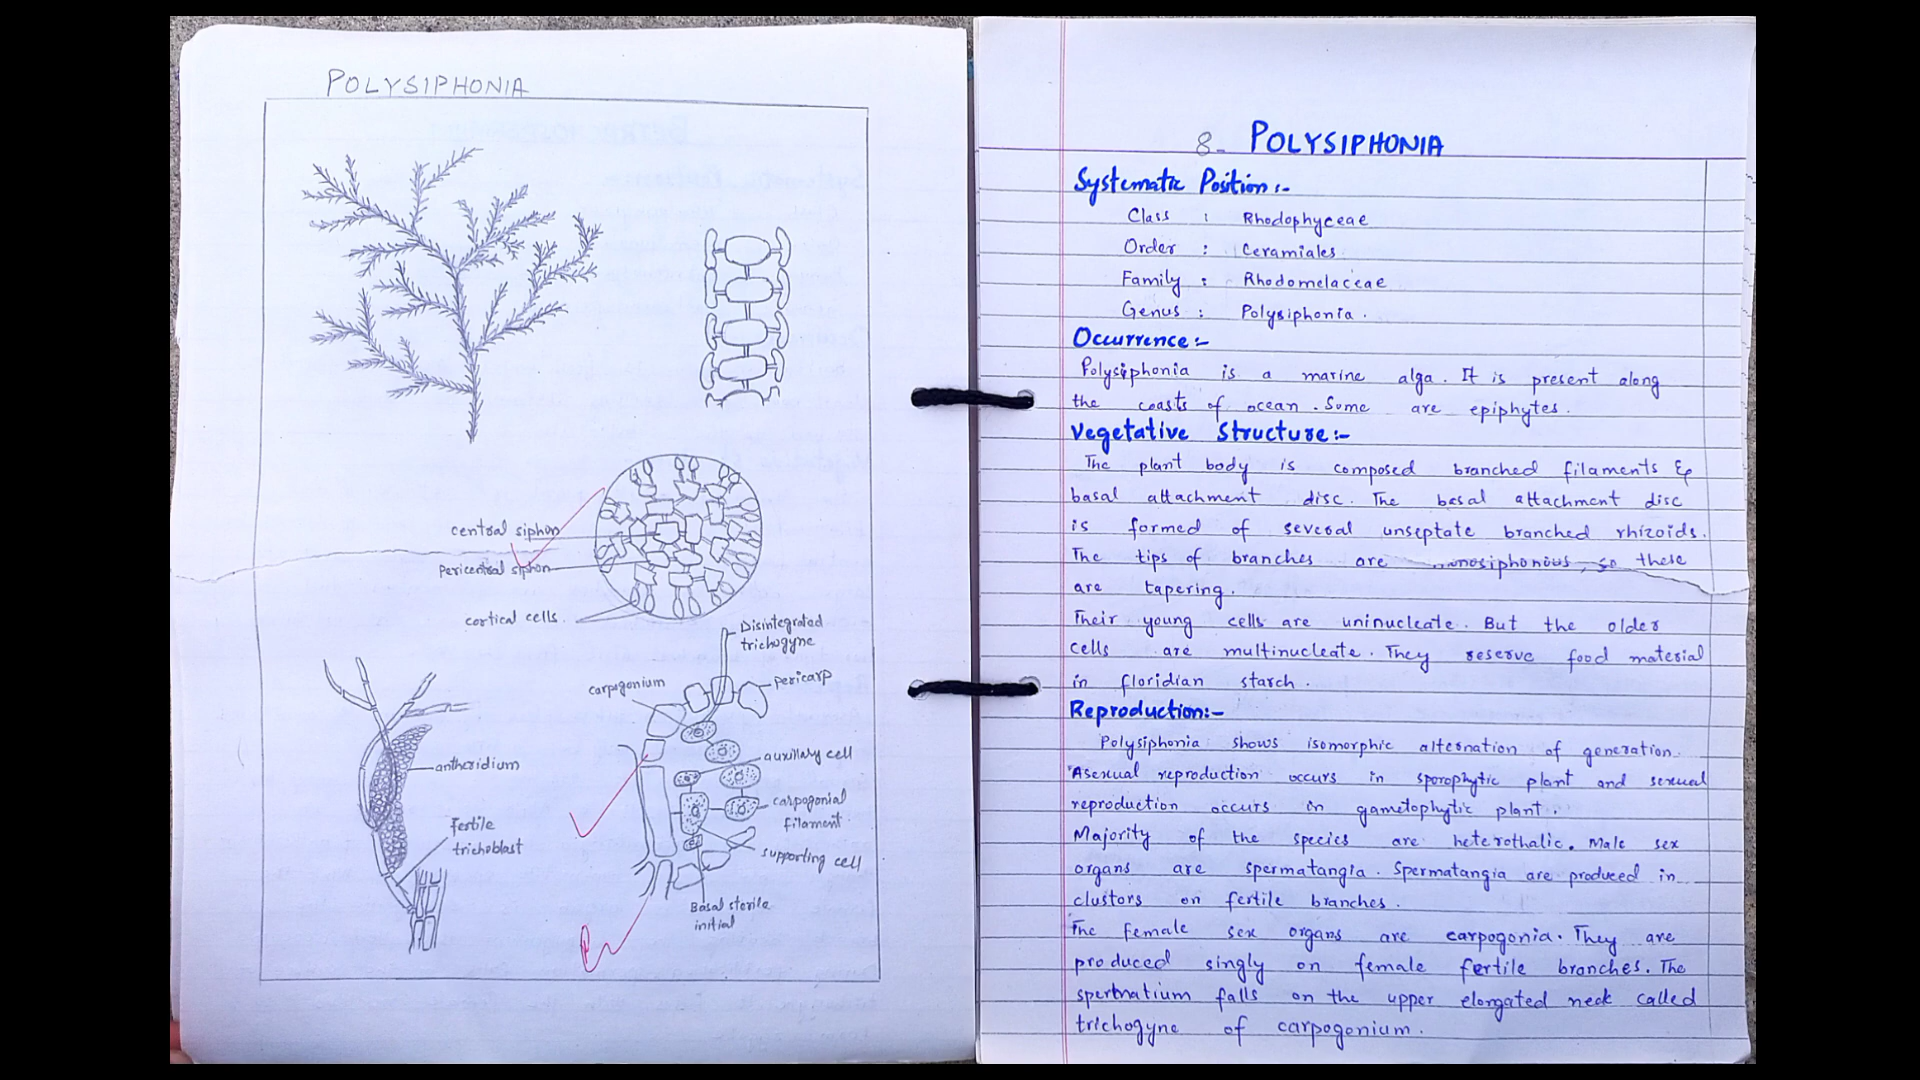 POLYSIPHONIA
central siphon
Pericentral siphon
cortical cells.
Disintegrated
trichogyne
carpogonium
pericarp
auxillary cell
carpogonial
filament
supporting cell
Basal sterile
initial
antheridium
Fertile
trichoblast
8. POLYSIPHONIA
Systematic Position:-
Class : Rhodophyceae
Order : Ceramiales
Family : Rhodomelaceae
Genus : Polysiphonia.
Occurrence:-
Polysiphonia is a marine alga. It is present along
the coasts of ocean. Some are epiphytes.
Vegetative Structure:-
The plant body is composed branched filaments &
basal attachment disc. The basal attachment disc
is formed of several unseptate branched rhizoids.
The tips of branches are monosiphonous, so these
are tapering.
Their young cells are uninucleate. But the older
cells are multinucleate. They reserve food material
in floridian starch.
Reproduction:-
Polysiphonia shows isomorphic alternation of generation.
Asexual reproduction occurs in sporophytic plant and sexual
reproduction occurs in gametophytic plant.
Majority of the species are heterothalic. Male sex
organs are spermatangia. Spermatangia are produced in
clustors on fertile branches.
The female sex organs are carpogonia. They are
produced singly on female fertile branches. The
spertmatium falls on the upper elongated neck called
trichogyne of carpogonium.